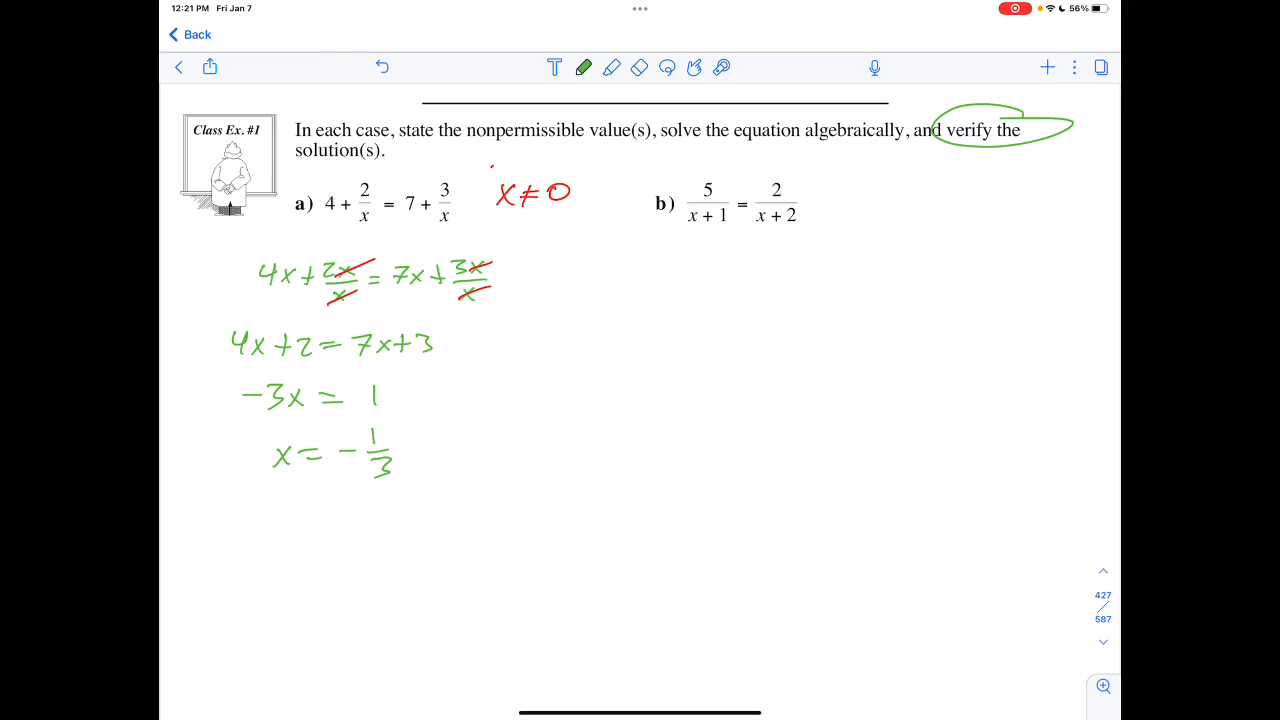 12:21 PM Fri Jan 7
56%
Back
T
Class Ex. #1
In each case, state the nonpermissible value(s), solve the equation algebraically, and verify the
solution(s).
a) 4 + 2/x = 7 + 3/x
x ≠ 0
b) 5/(x + 1) = 2/(x + 2)
4x + 2x/x = 7x + 3x/x
4x + 2 = 7x + 3
-3x = 1
x = -1/3
427
587